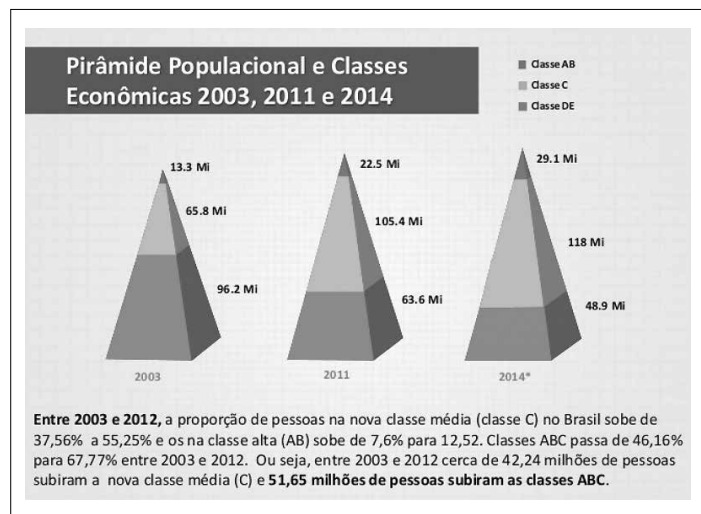 Pirâmide Populacional e Classes
Econômicas 2003, 2011 e 2014
Classe AB
Classe C
Classe DE
13.3 Mi
65.8 Mi
96.2 Mi
2003
22.5 Mi
105.4 Mi
63.6 Mi
2011
29.1 Mi
118 Mi
48.9 Mi
2014*
Entre 2003 e 2012, a proporção de pessoas na nova classe média (classe C) no Brasil sobe de
37,56% a 55,25% e os na classe alta (AB) sobe de 7,6% para 12,52. Classes ABC passa de 46,16%
para 67,77% entre 2003 e 2012. Ou seja, entre 2003 e 2012 cerca de 42,24 milhões de pessoas
subiram a nova classe média (C) e 51,65 milhões de pessoas subiram as classes ABC.